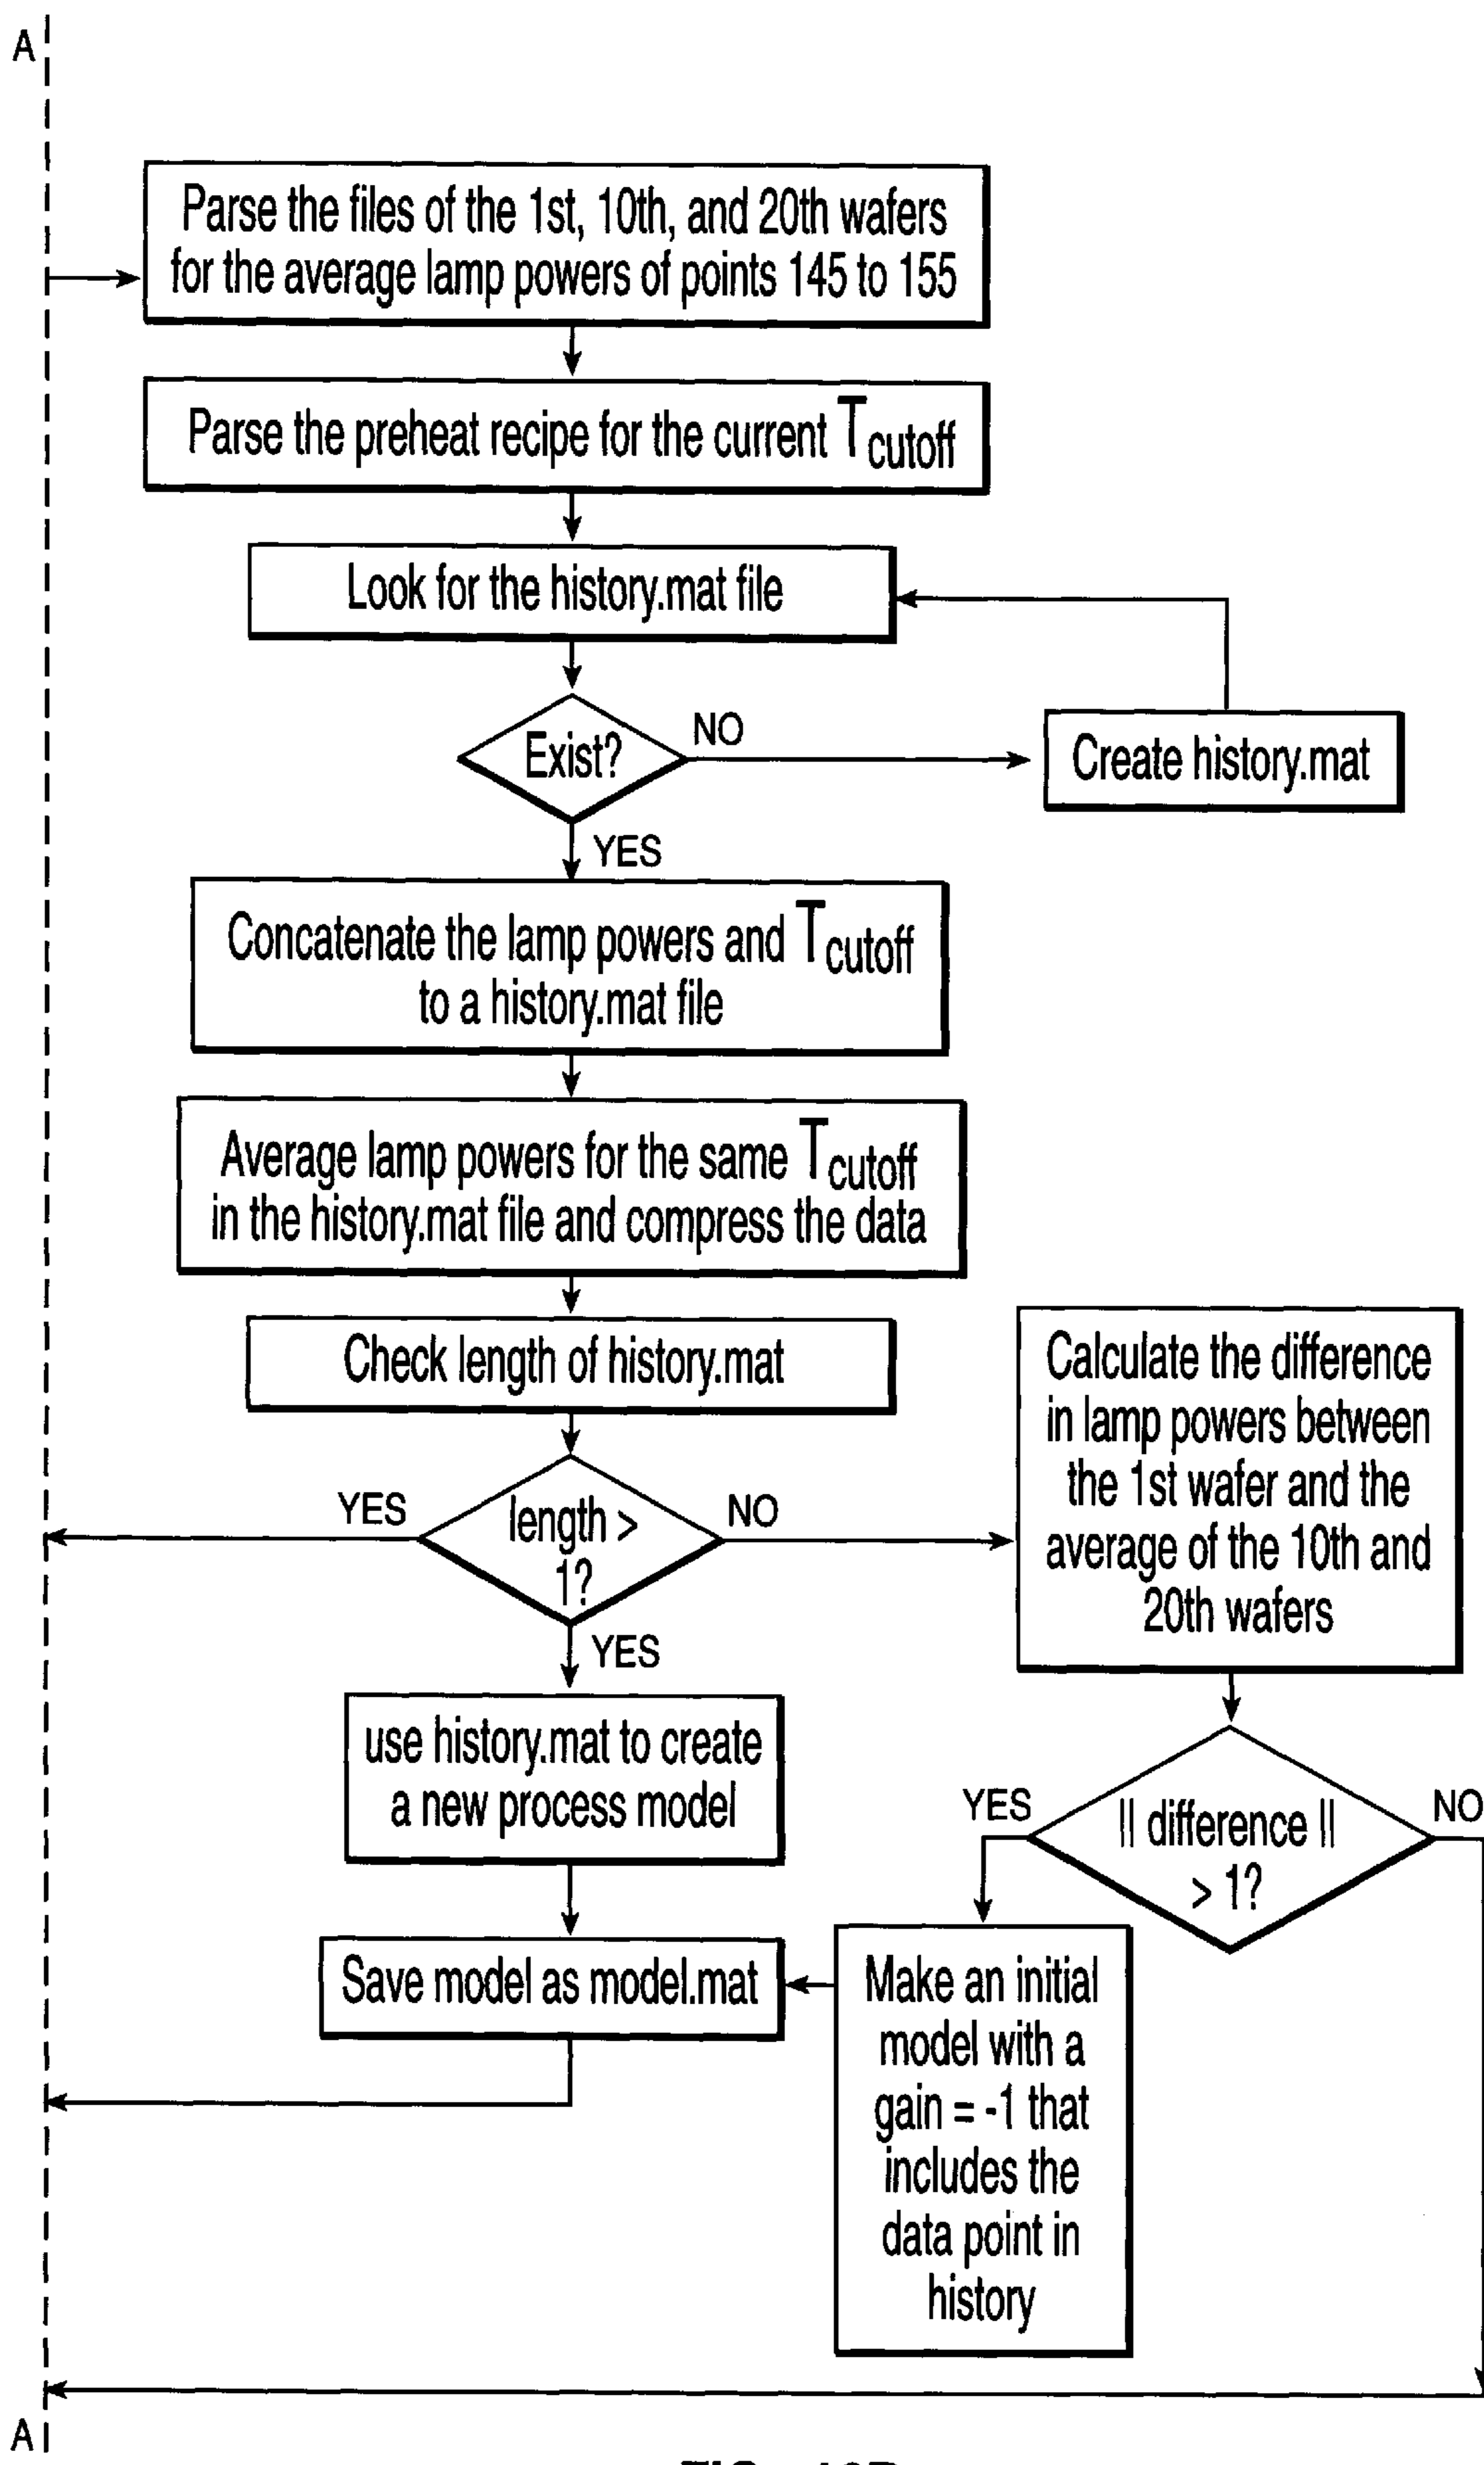 A
Parse the files of the 1st, 10th, and 20th wafers
for the average lamp powers of points 145 to 155
Parse the preheat recipe for the current Tcutoff
Look for the history.mat file
Exist?
NO
Create history.mat
YES
Concatenate the lamp powers and Tcutoff
to a history.mat file
Average lamp powers for the same Tcutoff
in the history.mat file and compress the data
Check length of history.mat
YES
length >
1?
NO
Calculate the difference
in lamp powers between
the 1st wafer and the
average of the 10th and
20th wafers
YES
use history.mat to create
a new process model
YES
|| difference ||
> 1?
NO
Save model as model.mat
Make an initial
model with a
gain = -1 that
includes the
data point in
history
A